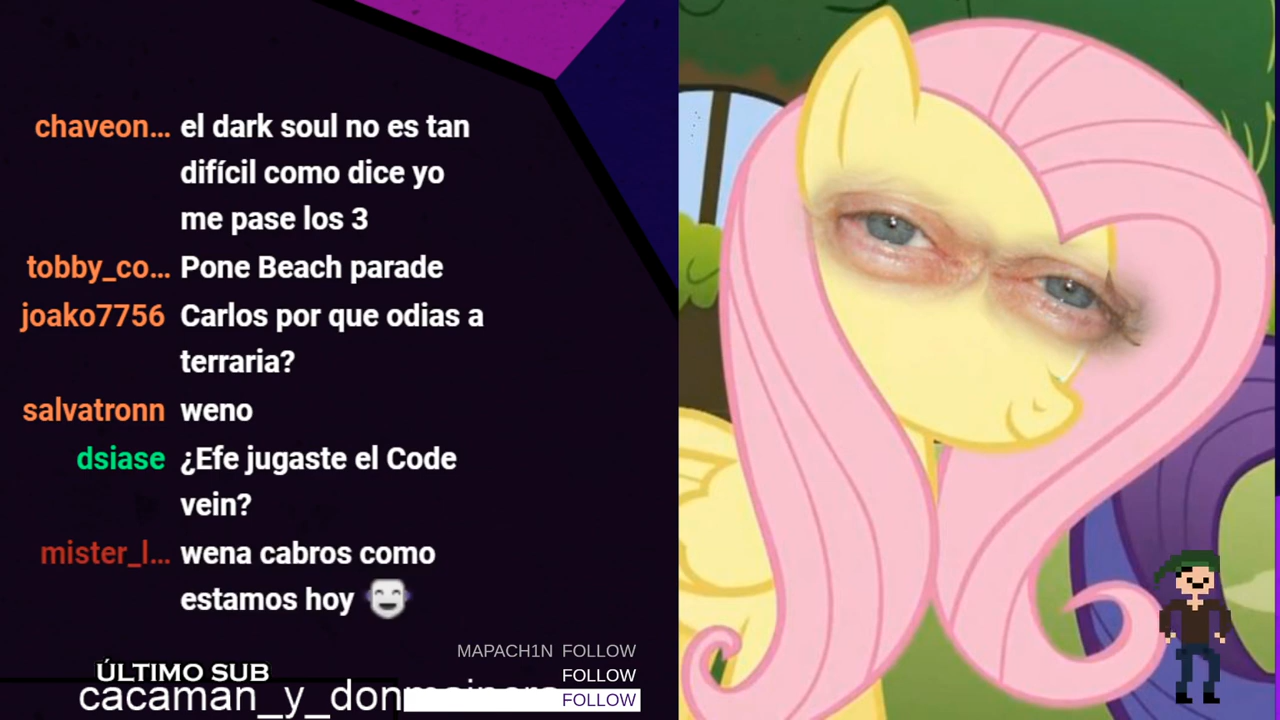 chaveon… el dark soul no es tan
difícil como dice yo
me pase los 3
tobby_co… Pone Beach parade
joako7756 Carlos por que odias a
terraria?
salvatronn weno
dsiase ¿Efe jugaste el Code
vein?
mister_l… wena cabros como
estamos hoy
MAPACH1N FOLLOW
ÚLTIMO SUB
FOLLOW
cacaman_y_don
FOLLOW